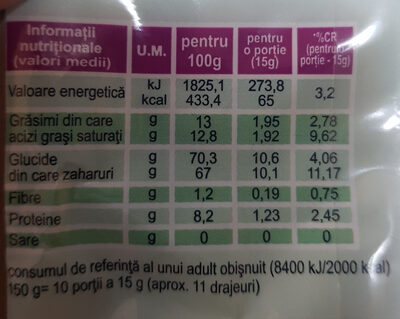 Informații nutriționale (valori medii) U.M. pentru 100g pentru o porție (15g) *%CR (pentru porție - 15g)
Valoare energetică kJ 1825,1 273,8 3,2
kcal 433,4 65
Grăsimi din care g 13 1,95 2,78
acizi grași saturați g 12,8 1,92 9,62
Glucide g 70,3 10,6 4,06
din care zaharuri g 67 10,1 11,17
Fibre g 1,2 0,19 0,75
Proteine g 8,2 1,23 2,45
Sare g 0 0 0
consumul de referință al unui adult obișnuit (8400 kJ/2000 kcal)
150 g= 10 porții a 15 g (aprox. 11 drajeuri)